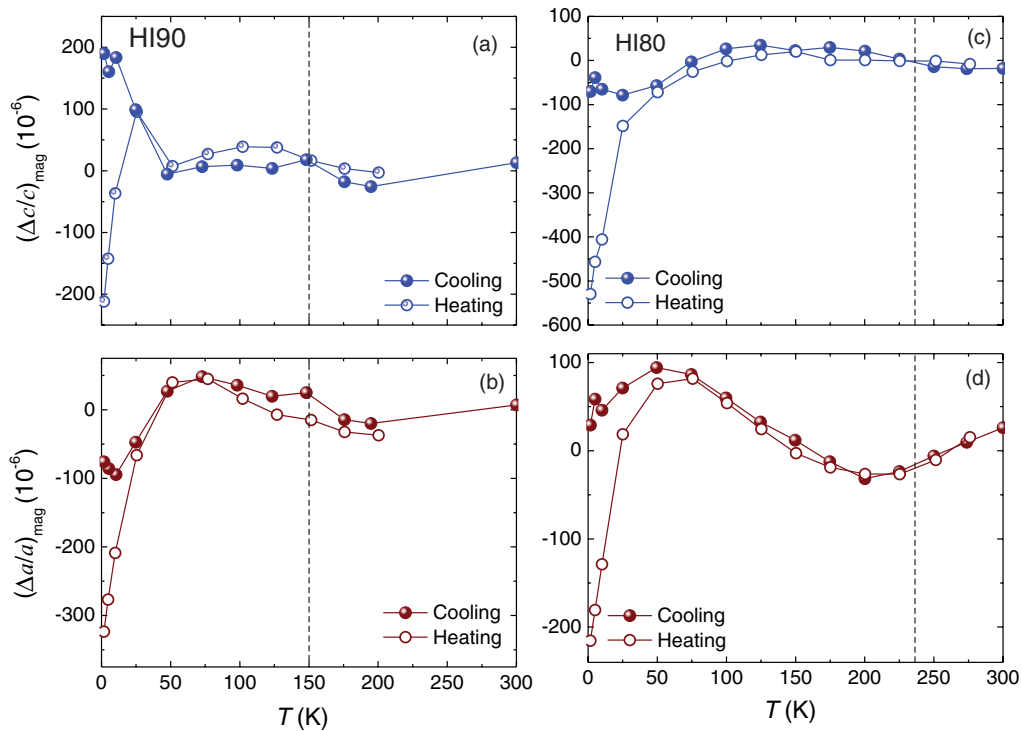 HI90
(a)
200
100
0
-100
-200
(Δc/c)mag (10-6)
Cooling
Heating
HI80
(c)
100
0
-100
-200
-300
-400
-500
-600
Cooling
Heating
(b)
0
-100
-200
-300
(Δa/a)mag (10-6)
Cooling
Heating
0 50 100 150 200 250 300
T (K)
(d)
100
0
-100
-200
Cooling
Heating
0 50 100 150 200 250 300
T (K)